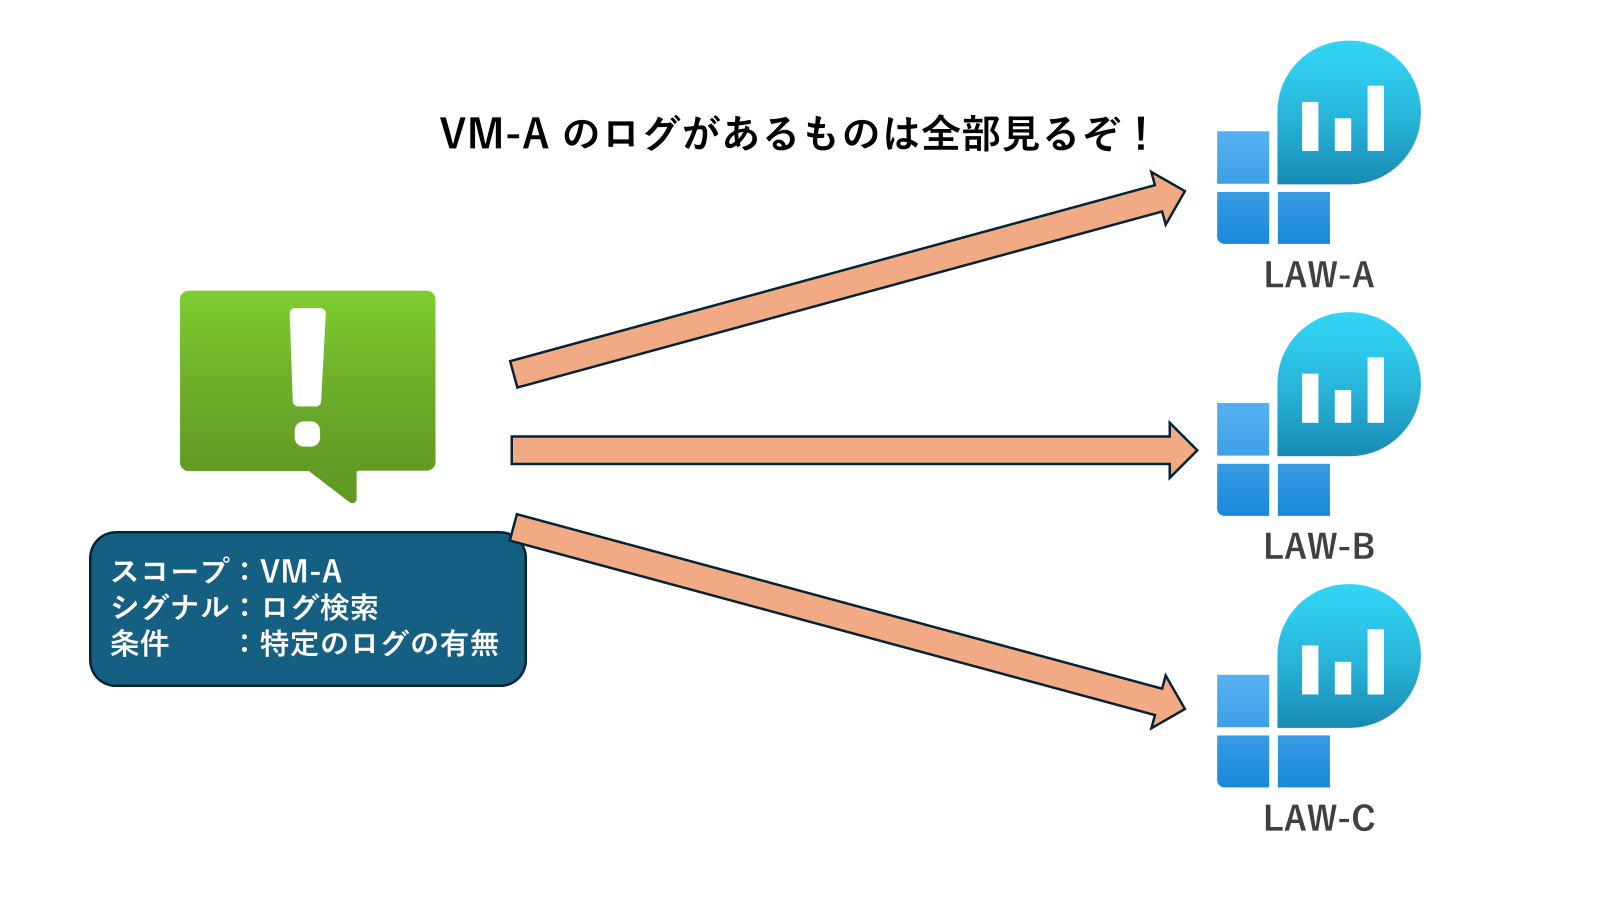 VM-A のログがあるものは全部見るぞ！
LAW-A
LAW-B
スコープ：VM-A
シグナル：ログ検索
条件　　：特定のログの有無
LAW-C